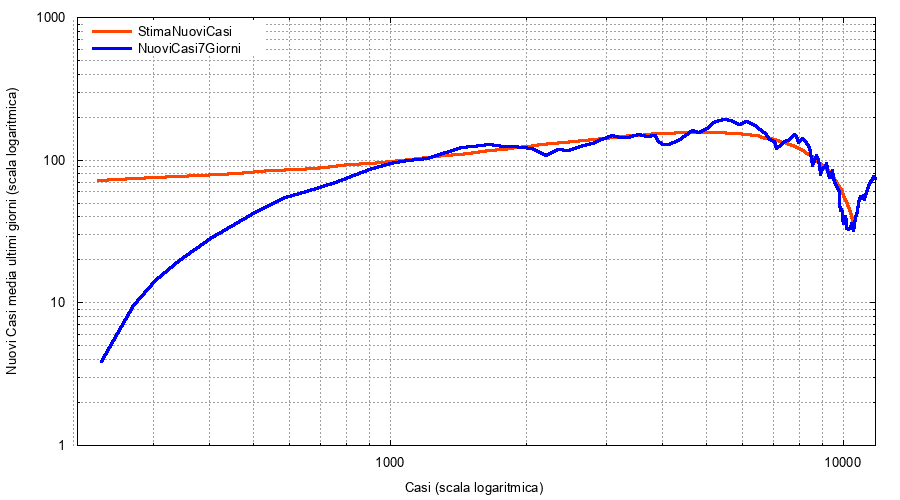 1000
StimaNuoviCasi
NuoviCasi7Giorni
100
10
1
Nuovi Casi media ultimi giorni (scala logaritmica)
1000
10000
Casi (scala logaritmica)